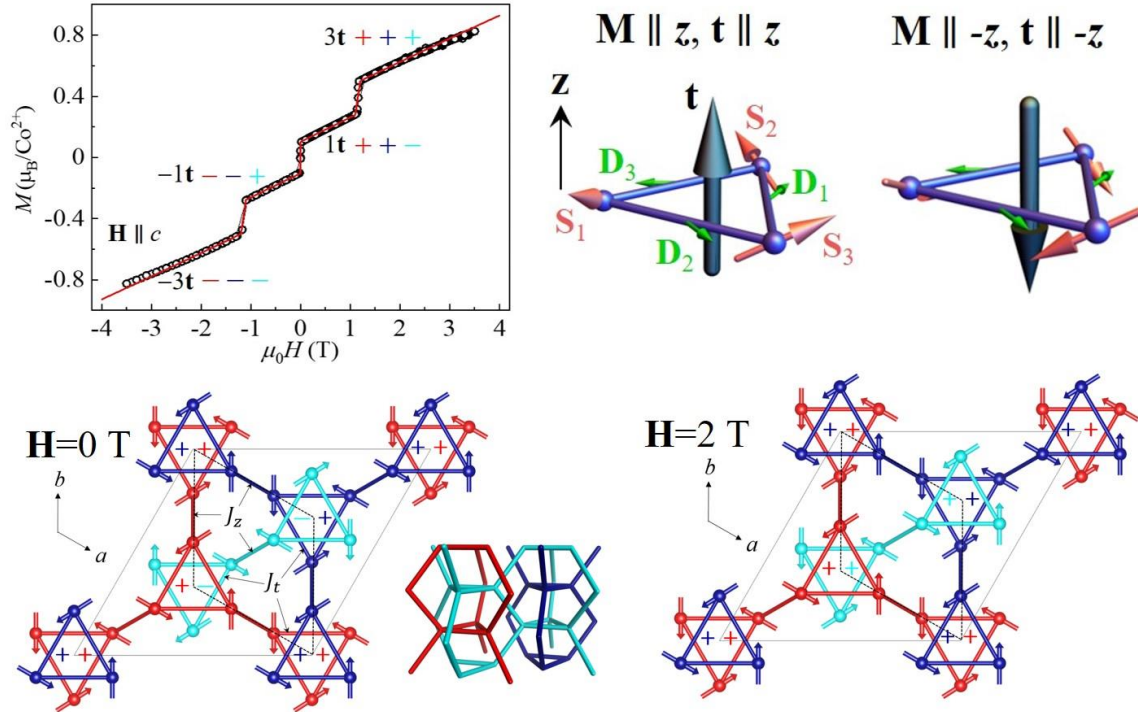 0.8
0.4
0
-0.4
-0.8
M (μB/Co2+)
3t + + +
1t + + −
−1t − − +
−3t − − −
H ∥ c
-4 -3 -2 -1 0 1 2 3 4
μ0H (T)
M ∥ z, t ∥ z
M ∥ -z, t ∥ -z
z
t
S2
D3
D1
S1
D2
S3
H=0 T
b
a
+ +
+ +
− +
Jz
Jt
+ −
+ +
+ +
H=2 T
b
a
+ +
+ +
+ +
+ +
+ +
+ +